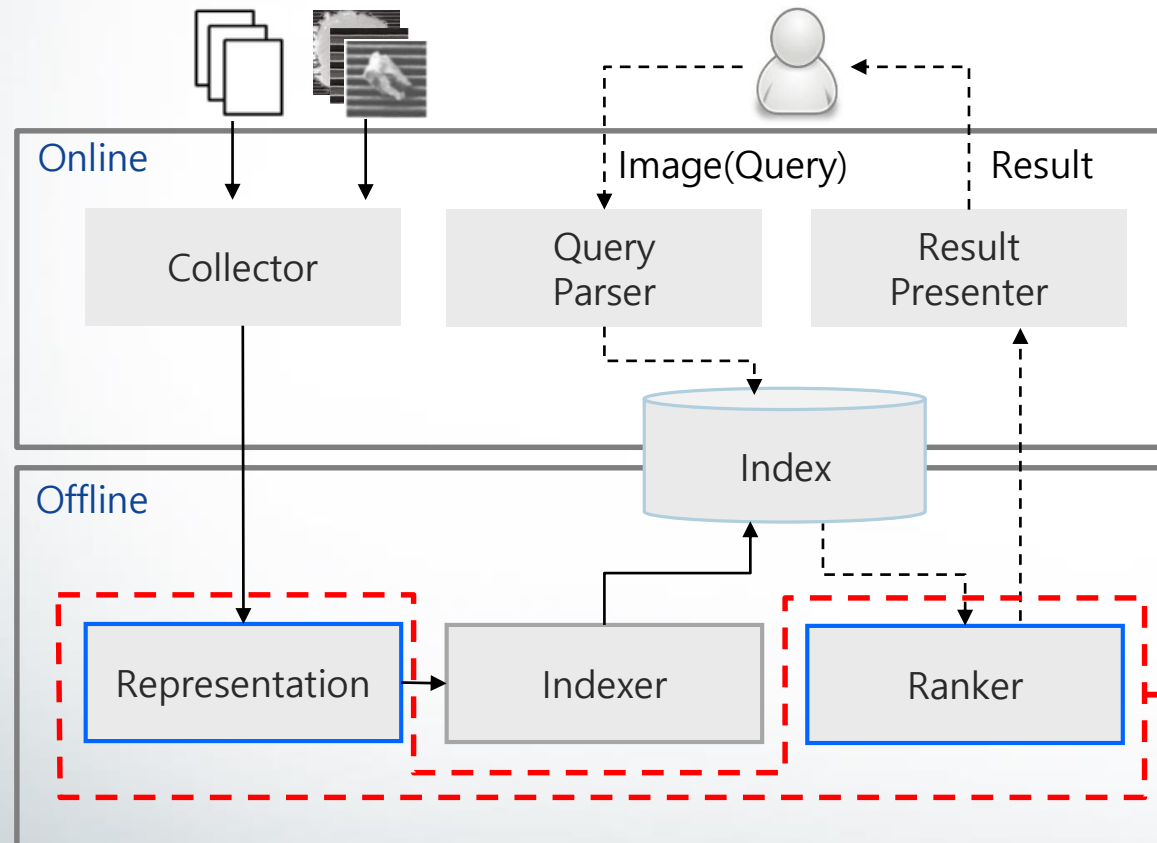 Online
Image(Query)
Result
Collector
Query
Parser
Result
Presenter
Index
Offline
Representation
Indexer
Ranker